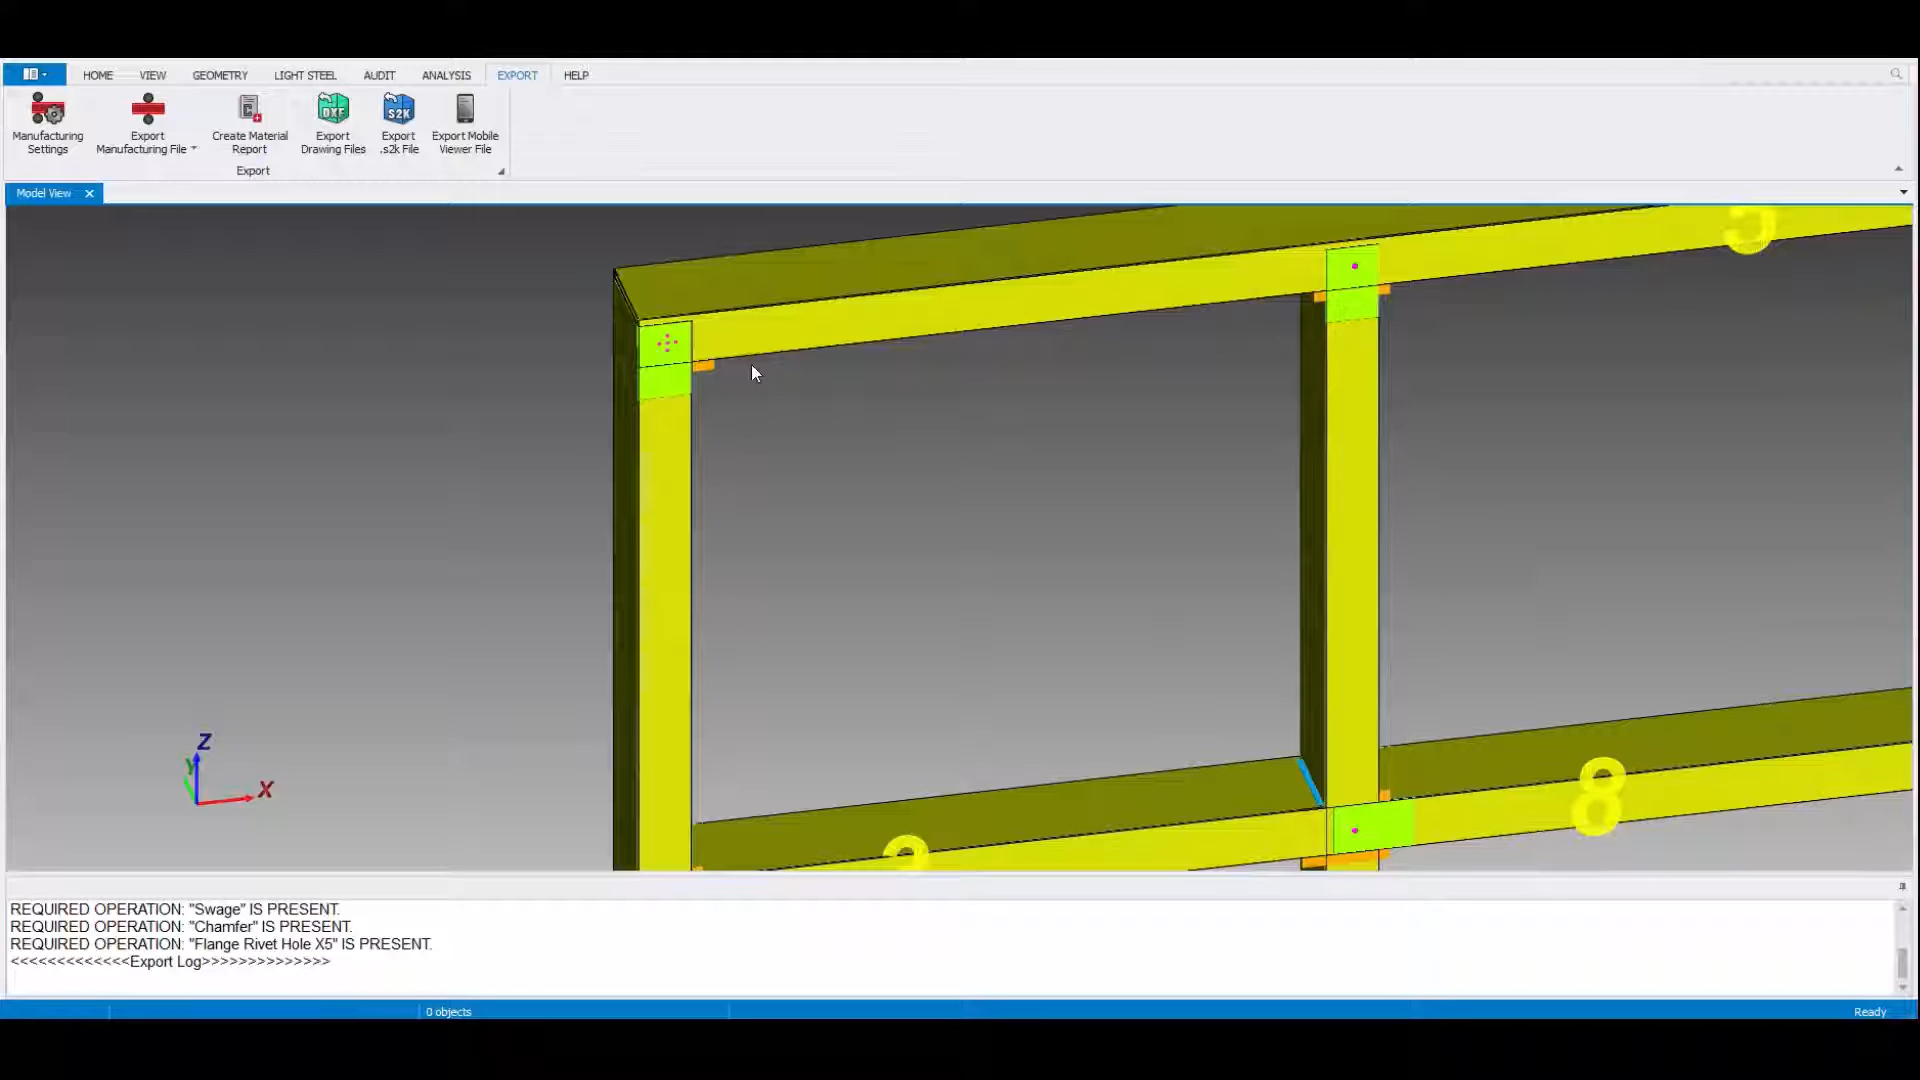 HOME VIEW GEOMETRY LIGHT STEEL AUDIT ANALYSIS EXPORT HELP
Manufacturing Settings
Export Manufacturing File
Create Material Report
DXF
Export Drawing Files
S2K
Export .s2k File
Export Mobile Viewer File
Export
Model View
Z
Y
X
8
REQUIRED OPERATION: "Swage" IS PRESENT.
REQUIRED OPERATION: "Chamfer" IS PRESENT.
REQUIRED OPERATION: "Flange Rivet Hole X5" IS PRESENT.
<<<<<<<<<<<<<Export Log>>>>>>>>>>>>>>
0 objects
Ready